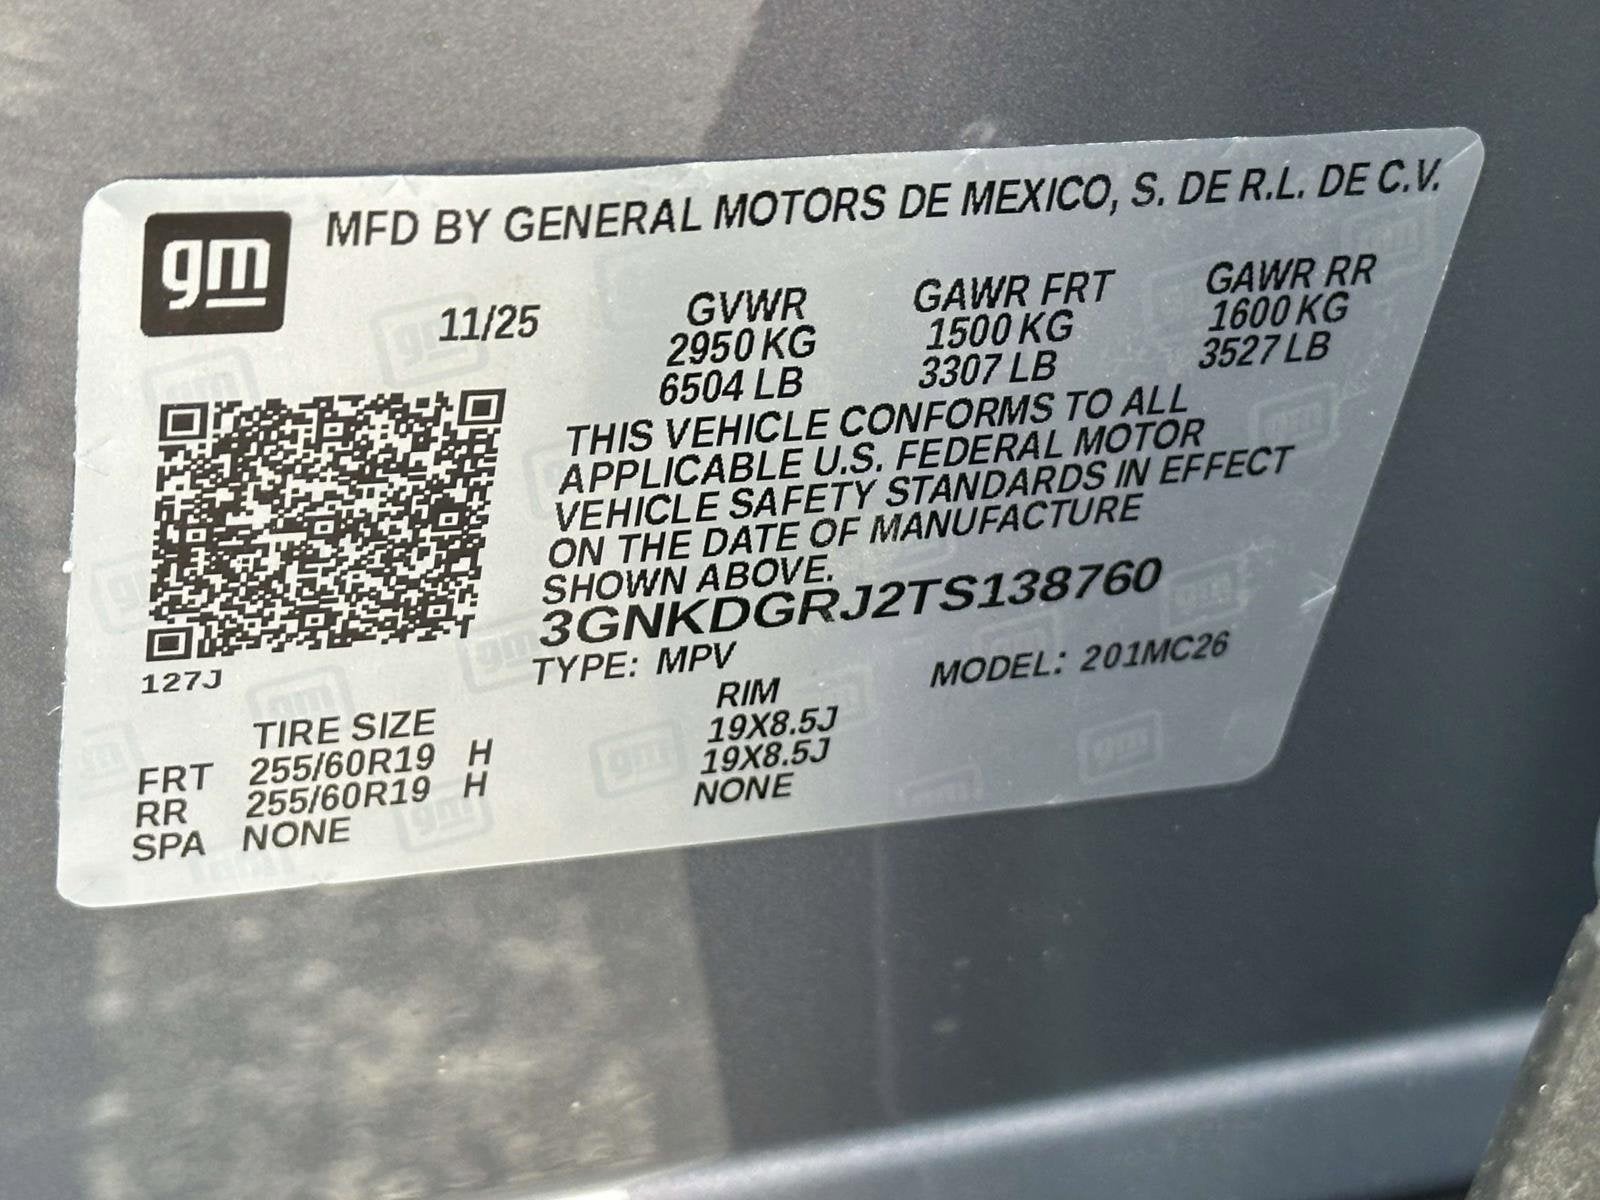 gm
MFD BY GENERAL MOTORS DE MEXICO, S. DE R.L. DE C.V.
11/25 GVWR GAWR FRT GAWR RR
2950 KG 1500 KG 1600 KG
6504 LB 3307 LB 3527 LB
THIS VEHICLE CONFORMS TO ALL
APPLICABLE U.S. FEDERAL MOTOR
VEHICLE SAFETY STANDARDS IN EFFECT
ON THE DATE OF MANUFACTURE
SHOWN ABOVE.
3GNKDGRJ2TS138760
127J TYPE: MPV MODEL: 201MC26
TIRE SIZE RIM
FRT 255/60R19 H 19X8.5J
RR 255/60R19 H 19X8.5J
SPA NONE NONE